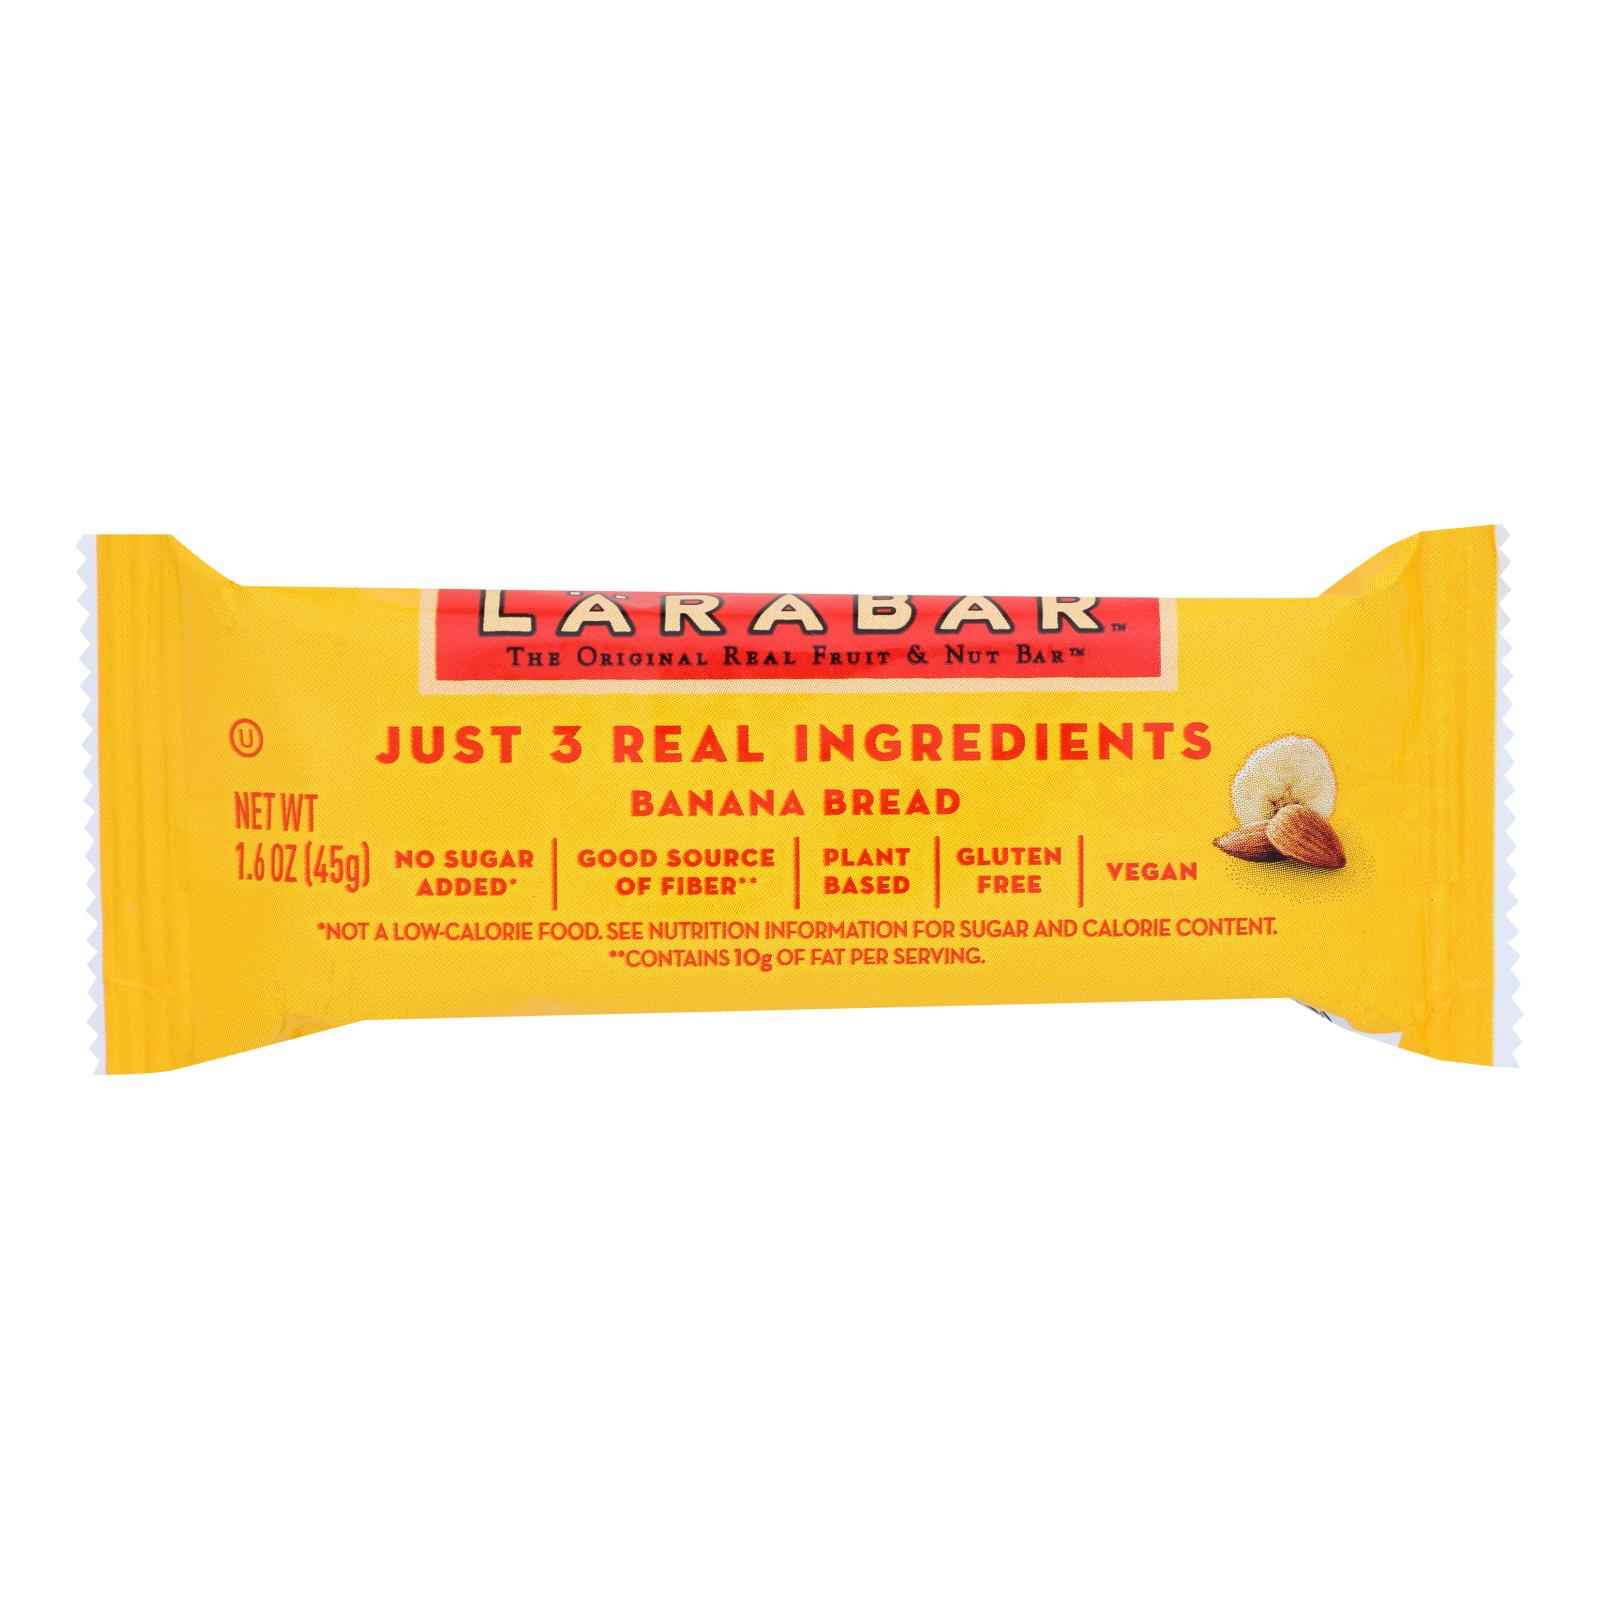 LÄRABAR™
The Original Real Fruit & Nut Bar™
JUST 3 REAL INGREDIENTS
U
BANANA BREAD
NET WT
1.6 OZ (45g)
NO SUGAR
ADDED*
GOOD SOURCE
OF FIBER**
PLANT
BASED
GLUTEN
FREE
VEGAN
*NOT A LOW-CALORIE FOOD. SEE NUTRITION INFORMATION FOR SUGAR AND CALORIE CONTENT.
**CONTAINS 10g OF FAT PER SERVING.